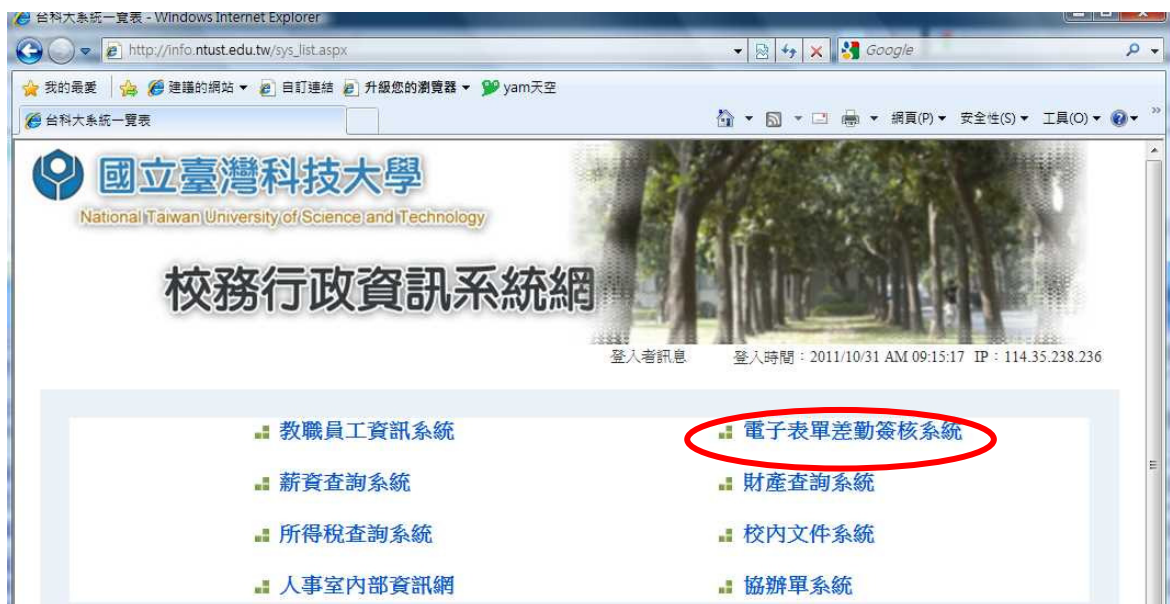 台科大系統一覽表 - Windows Internet Explorer
http://info.ntust.edu.tw/sys_list.aspx
Google
我的最愛 建議的網站 自訂連結 升級您的瀏覽器 yam天空
台科大系統一覽表 網頁(P) 安全性(S) 工具(O)
國立臺灣科技大學
National Taiwan University of Science and Technology
校務行政資訊系統網
登入者訊息 登入時間：2011/10/31 AM 09:15:17 IP：114.35.238.236
教職員工資訊系統 電子表單差勤簽核系統
薪資查詢系統 財產查詢系統
所得稅查詢系統 校內文件系統
人事室內部資訊網 協辦單系統